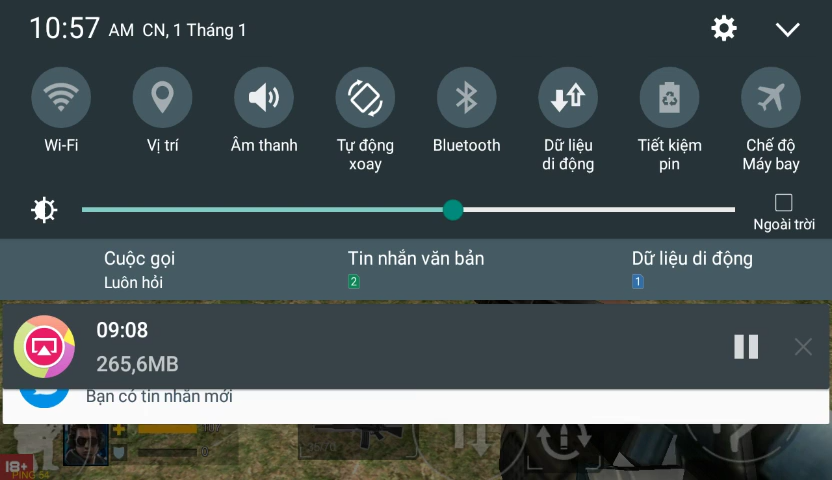 10:57 AM CN, 1 Tháng 1
Wi-Fi
Vị trí
Âm thanh
Tự động
xoay
Bluetooth
Dữ liệu
di động
Tiết kiệm
pin
Chế độ
Máy bay
Ngoài trời
Cuộc gọi
Luôn hỏi
Tin nhắn văn bản
2
Dữ liệu di động
1
09:08
265,6MB
Bạn có tin nhắn mới
18+
PING 54